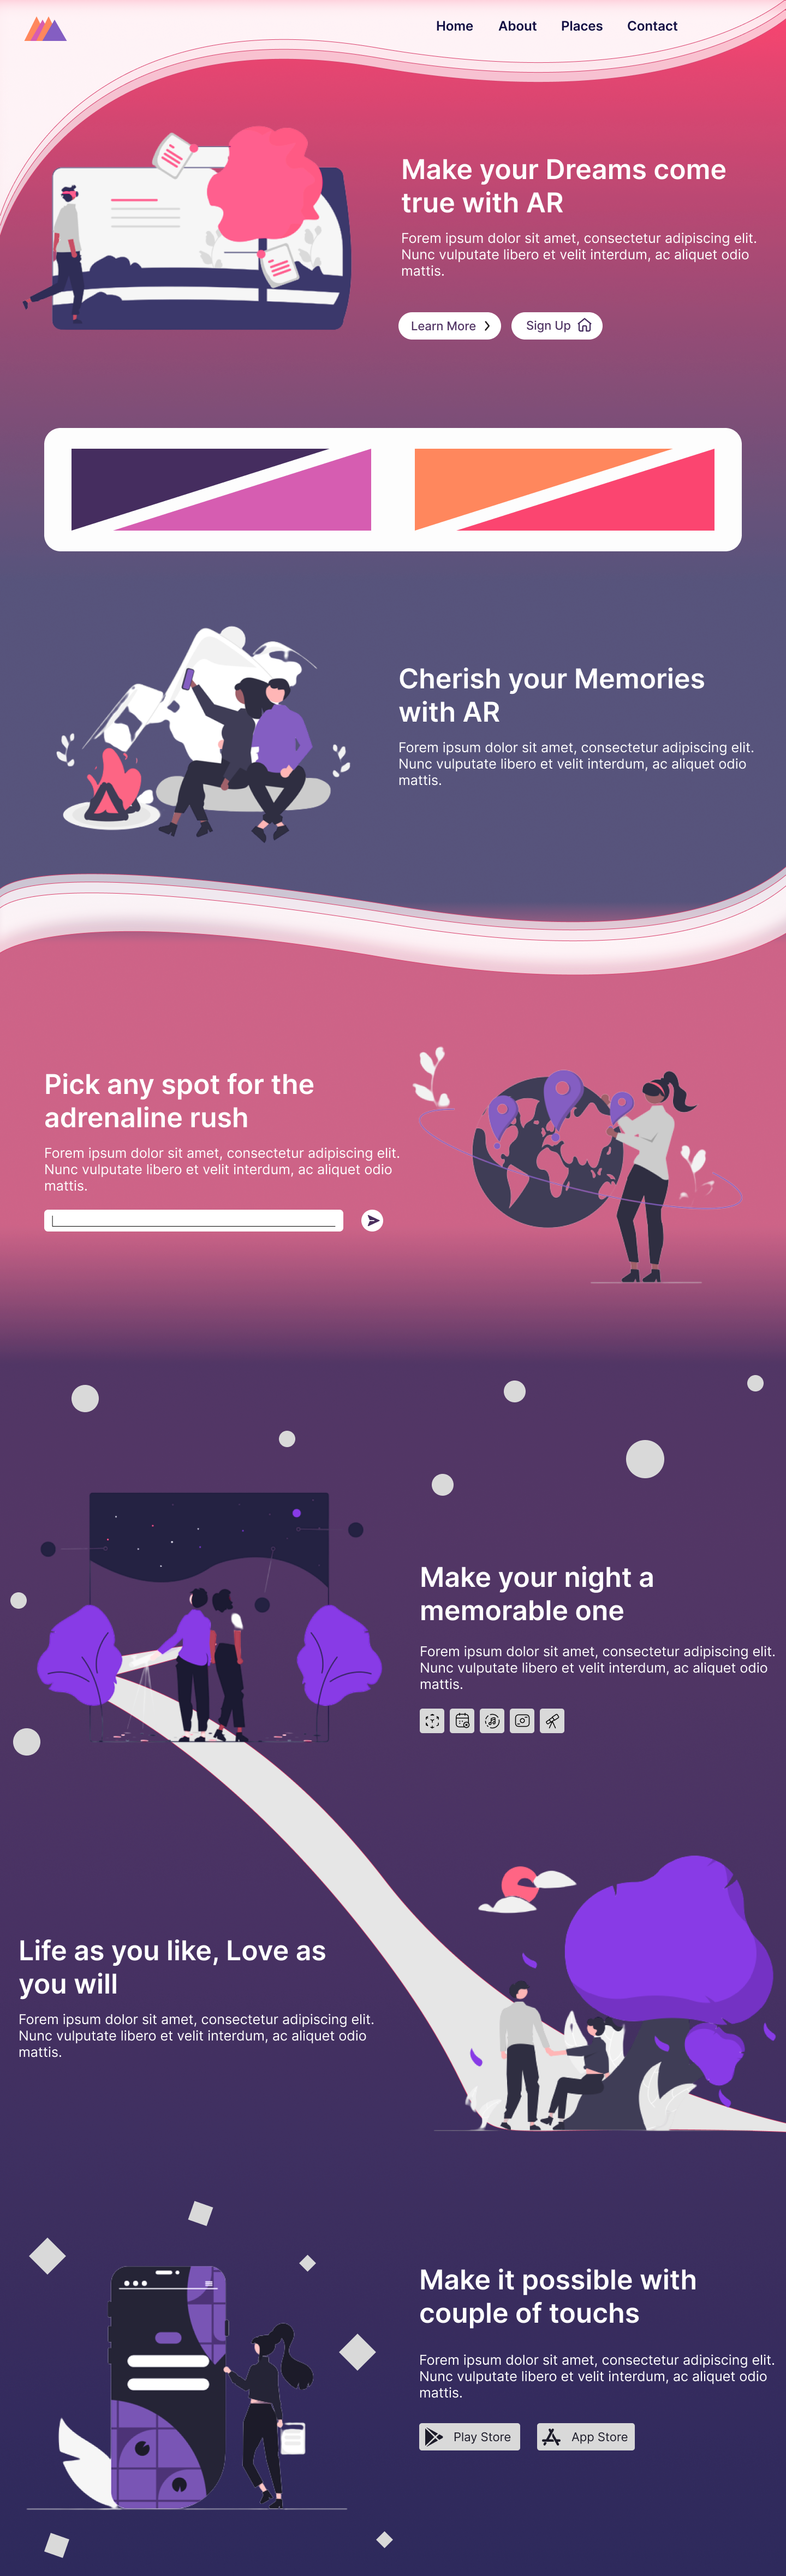 Home About Places Contact
Make your Dreams come
true with AR
Forem ipsum dolor sit amet, consectetur adipiscing elit.
Nunc vulputate libero et velit interdum, ac aliquet odio
mattis.
Learn More
Sign Up
Cherish your Memories
with AR
Forem ipsum dolor sit amet, consectetur adipiscing elit.
Nunc vulputate libero et velit interdum, ac aliquet odio
mattis.
Pick any spot for the
adrenaline rush
Forem ipsum dolor sit amet, consectetur adipiscing elit.
Nunc vulputate libero et velit interdum, ac aliquet odio
mattis.
Make your night a
memorable one
Forem ipsum dolor sit amet, consectetur adipiscing elit.
Nunc vulputate libero et velit interdum, ac aliquet odio
mattis.
Life as you like, Love as
you will
Forem ipsum dolor sit amet, consectetur adipiscing elit.
Nunc vulputate libero et velit interdum, ac aliquet odio
mattis.
Make it possible with
couple of touchs
Forem ipsum dolor sit amet, consectetur adipiscing elit.
Nunc vulputate libero et velit interdum, ac aliquet odio
mattis.
Play Store
App Store